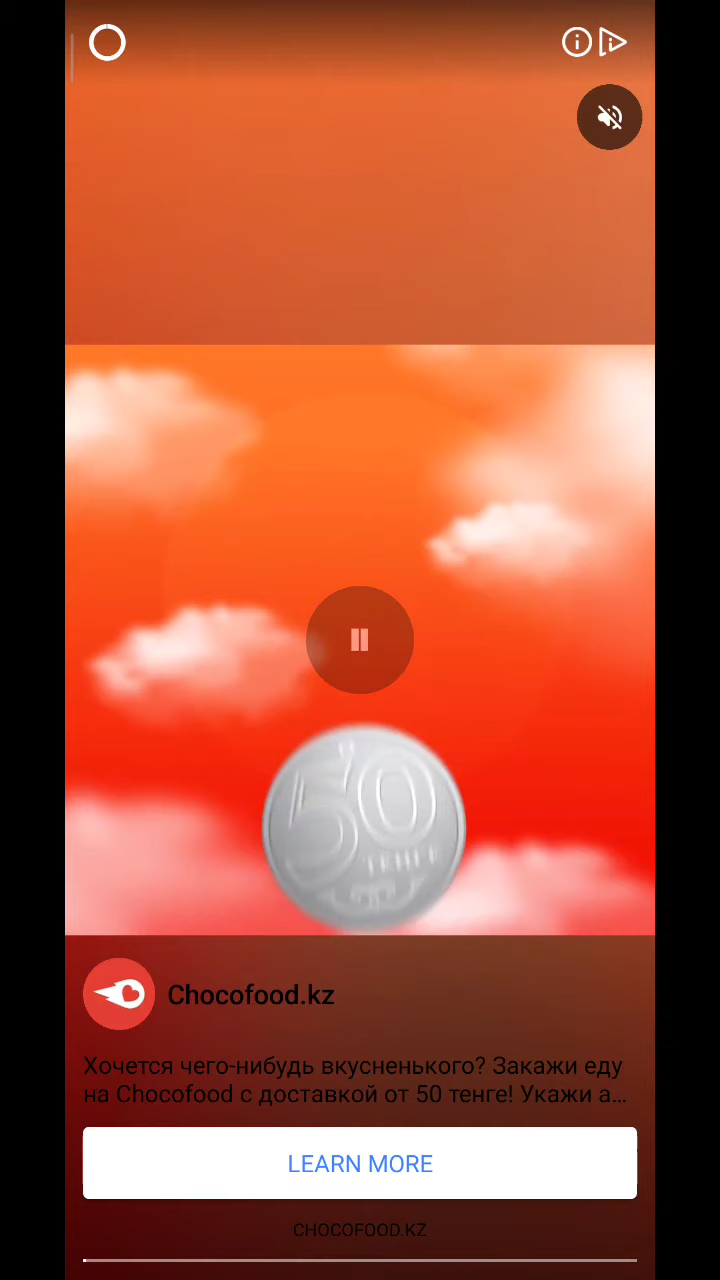 50
ТЕНГЕ
Chocofood.kz
Хочется чего-нибудь вкусненького? Закажи еду
на Chocofood с доставкой от 50 тенге! Укажи а...
LEARN MORE
CHOCOFOOD.KZ